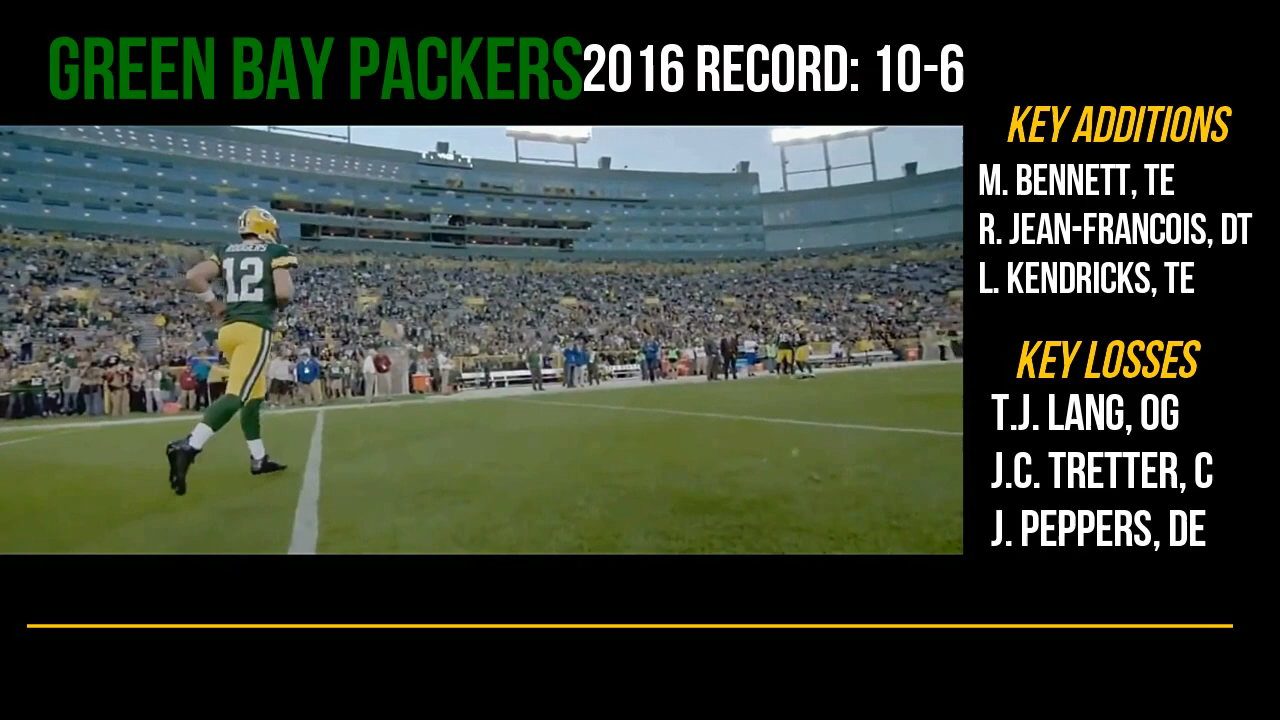 GREEN BAY PACKERS 2016 RECORD: 10-6
KEY ADDITIONS
M. BENNETT, TE
R. JEAN-FRANCOIS, DT
L. KENDRICKS, TE
KEY LOSSES
T.J. LANG, OG
J.C. TRETTER, C
J. PEPPERS, DE
RODGERS
12